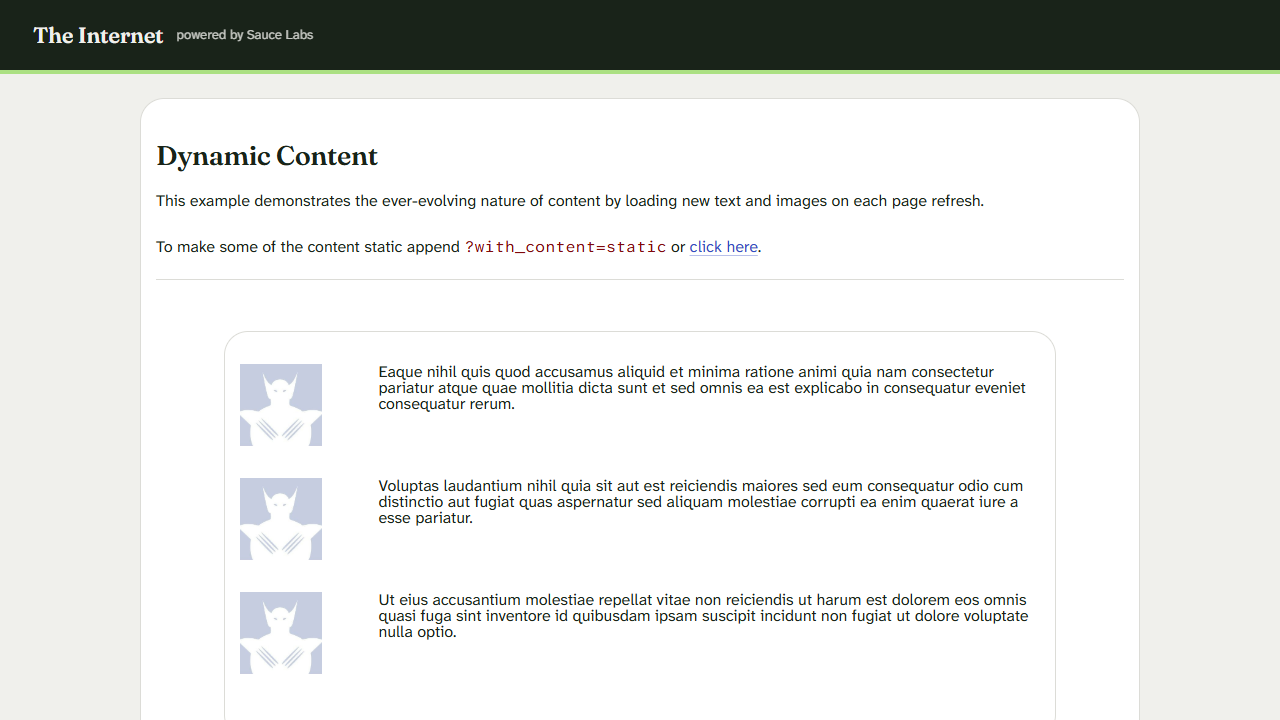 The Internet powered by Sauce Labs
Dynamic Content
This example demonstrates the ever-evolving nature of content by loading new text and images on each page refresh.
To make some of the content static append ?with_content=static or click here.
Eaque nihil quis quod accusamus aliquid et minima ratione animi quia nam consectetur
pariatur atque quae mollitia dicta sunt et sed omnis ea est explicabo in consequatur eveniet
consequatur rerum.
Voluptas laudantium nihil quia sit aut est reiciendis maiores sed eum consequatur odio cum
distinctio aut fugiat quas aspernatur sed aliquam molestiae corrupti ea enim quaerat iure a
esse pariatur.
Ut eius accusantium molestiae repellat vitae non reiciendis ut harum est dolorem eos omnis
quasi fuga sint inventore id quibusdam ipsam suscipit incidunt non fugiat ut dolore voluptate
nulla optio.